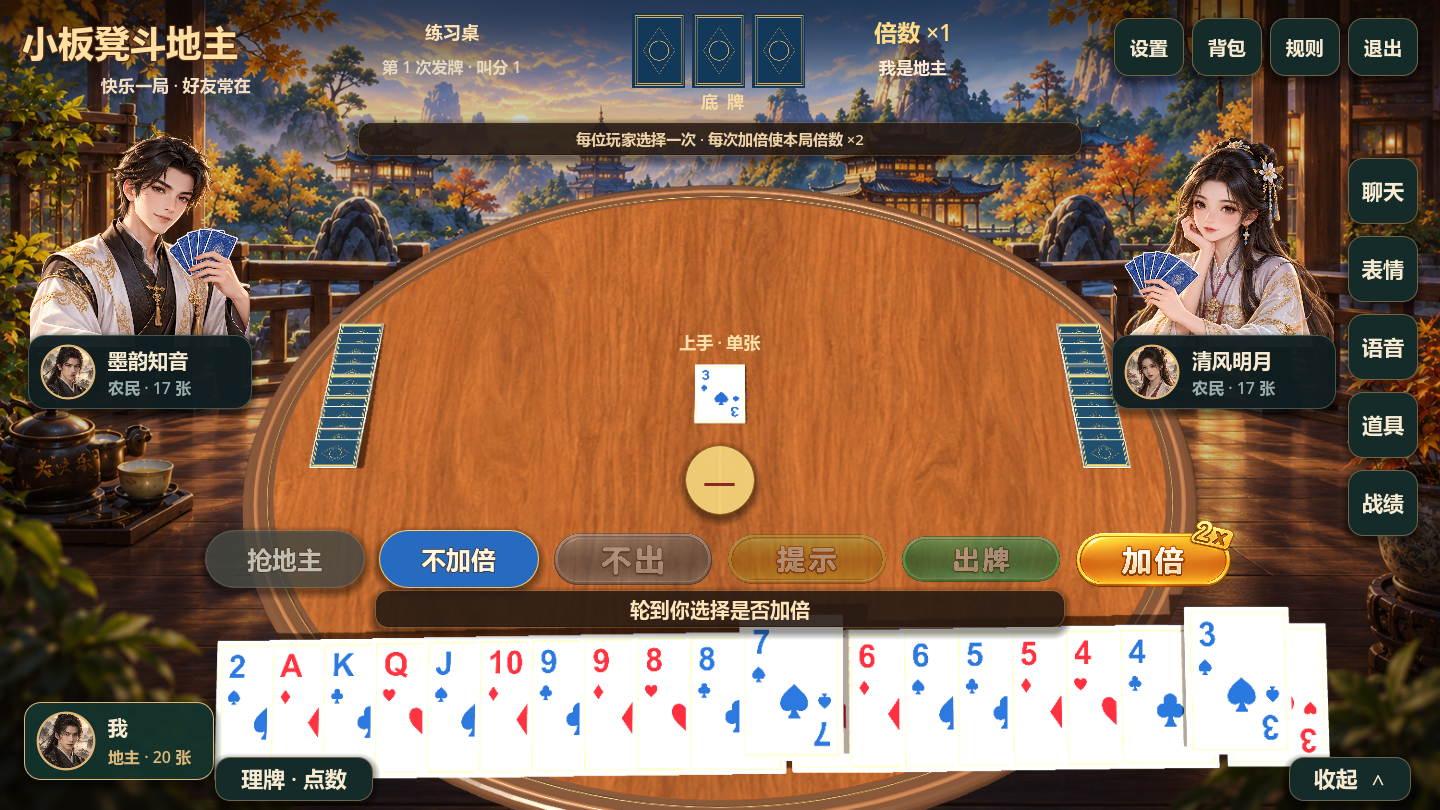 小板凳斗地主
快乐一局 · 好友常在
练习桌
第 1 次发牌 · 叫分 1
底 牌
倍数 ×1
我是地主
设置
背包
规则
退出
每位玩家选择一次 · 每次加倍使本局倍数 ×2
聊天
表情
语音
道具
战绩
墨韵知音
农民 · 17 张
清风明月
农民 · 17 张
上手 · 单张
3
3
—
抢地主
不加倍
不出
提示
出牌
加倍
2x
轮到你选择是否加倍
2 A K Q J 10 9 9 8 8 7 6 6 5 5 4 4 3
7 3 3
我
地主 · 20 张
理牌 · 点数
收起 ^